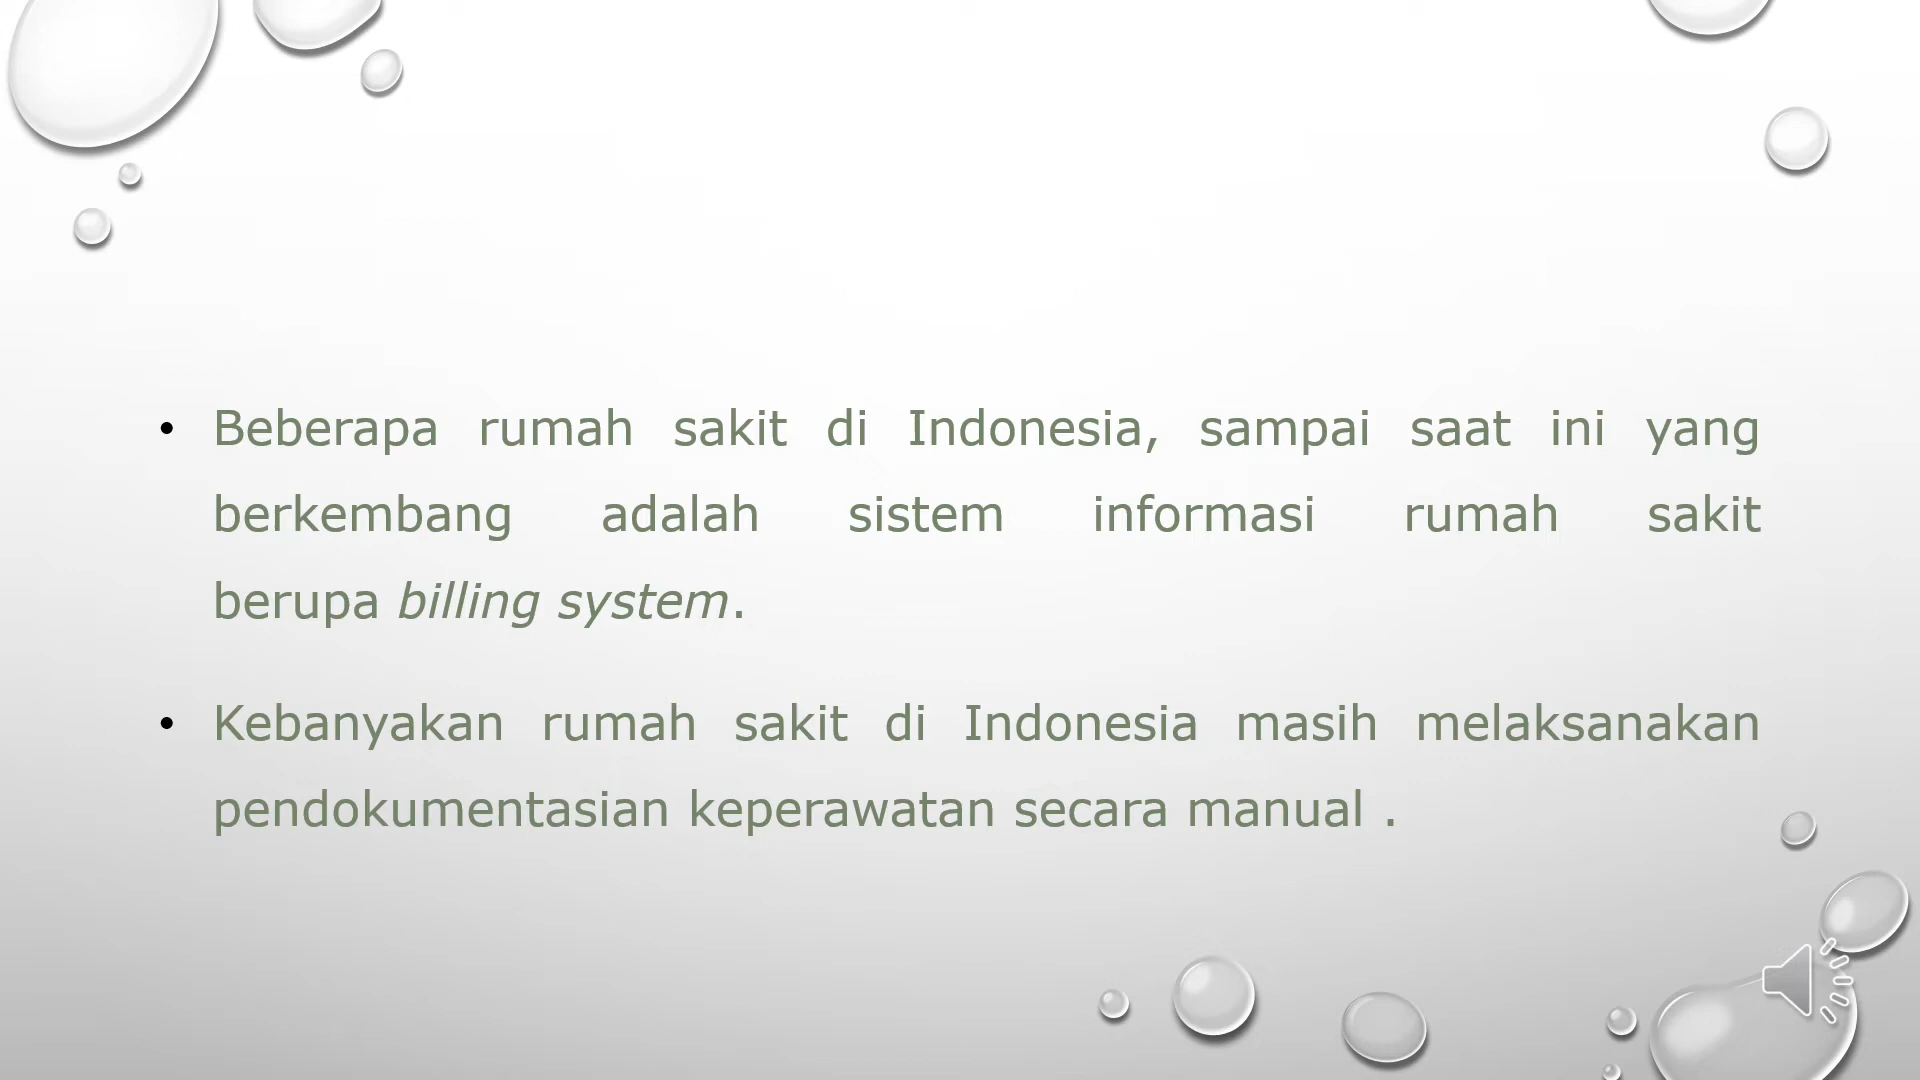 • Beberapa rumah sakit di Indonesia, sampai saat ini yang
berkembang adalah sistem informasi rumah sakit
berupa billing system.
• Kebanyakan rumah sakit di Indonesia masih melaksanakan
pendokumentasian keperawatan secara manual .